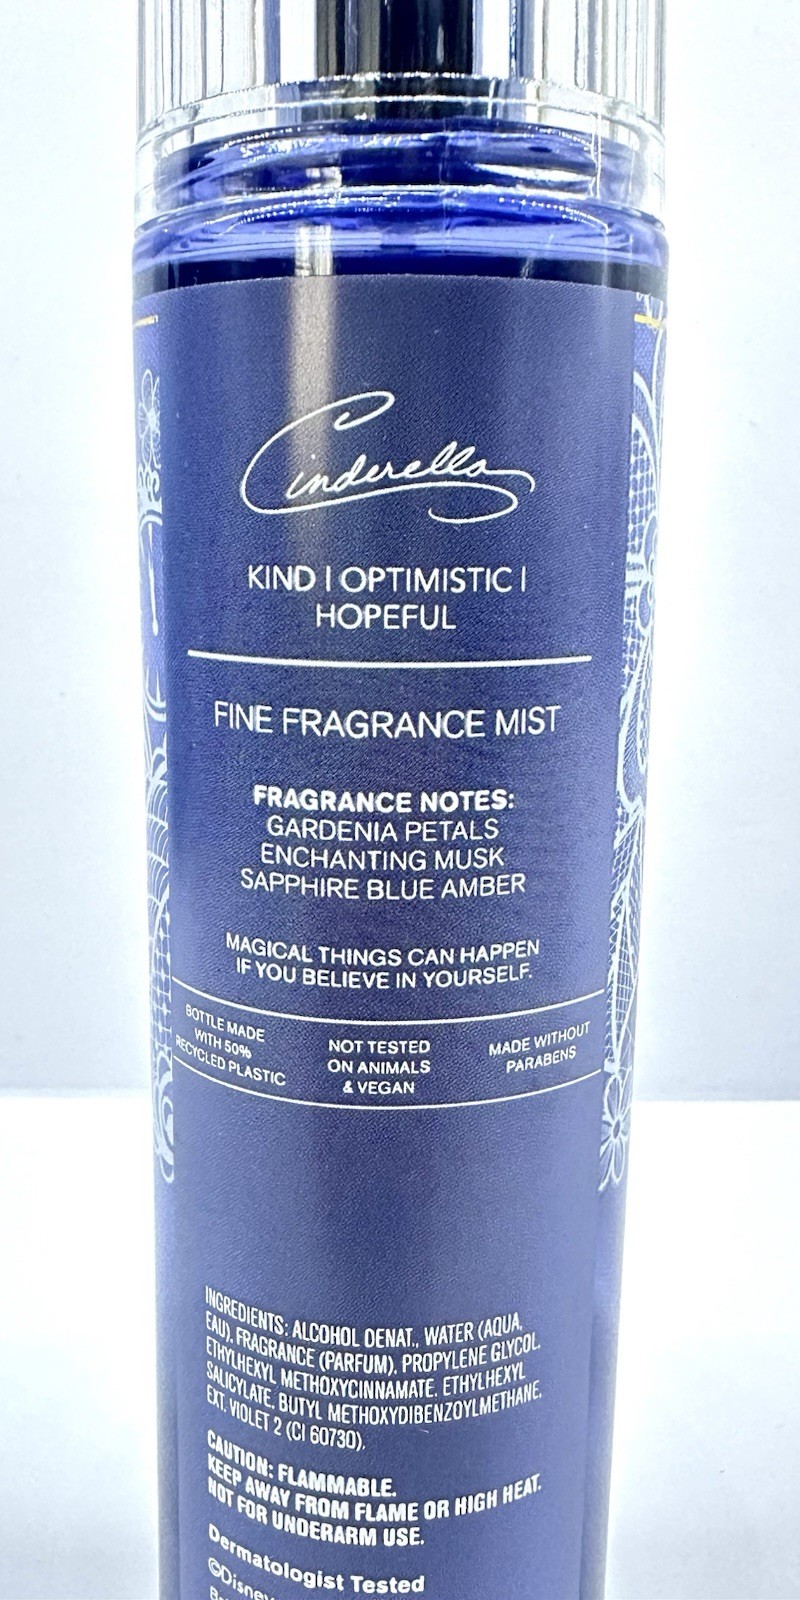 Cinderella
KIND | OPTIMISTIC |
HOPEFUL
FINE FRAGRANCE MIST
FRAGRANCE NOTES:
GARDENIA PETALS
ENCHANTING MUSK
SAPPHIRE BLUE AMBER
MAGICAL THINGS CAN HAPPEN
IF YOU BELIEVE IN YOURSELF.
BOTTLE MADE
WITH 50%
RECYCLED PLASTIC
NOT TESTED
ON ANIMALS
& VEGAN
MADE WITHOUT
PARABENS
INGREDIENTS: ALCOHOL DENAT., WATER (AQUA,
EAU), FRAGRANCE (PARFUM), PROPYLENE GLYCOL,
ETHYLHEXYL METHOXYCINNAMATE, ETHYLHEXYL
SALICYLATE, BUTYL METHOXYDIBENZOYLMETHANE,
EXT. VIOLET 2 (CI 60730).
CAUTION: FLAMMABLE.
KEEP AWAY FROM FLAME OR HIGH HEAT.
NOT FOR UNDERARM USE.
Dermatologist Tested
©Disney